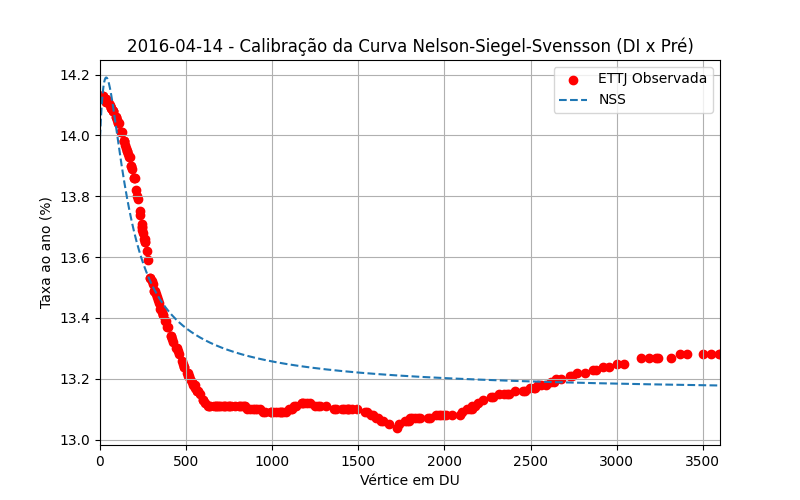 2016-04-14 - Calibração da Curva Nelson-Siegel-Svensson (DI x Pré)
ETTJ Observada
NSS
Taxa ao ano (%)
14.2
14.0
13.8
13.6
13.4
13.2
13.0
0 500 1000 1500 2000 2500 3000 3500
Vértice em DU